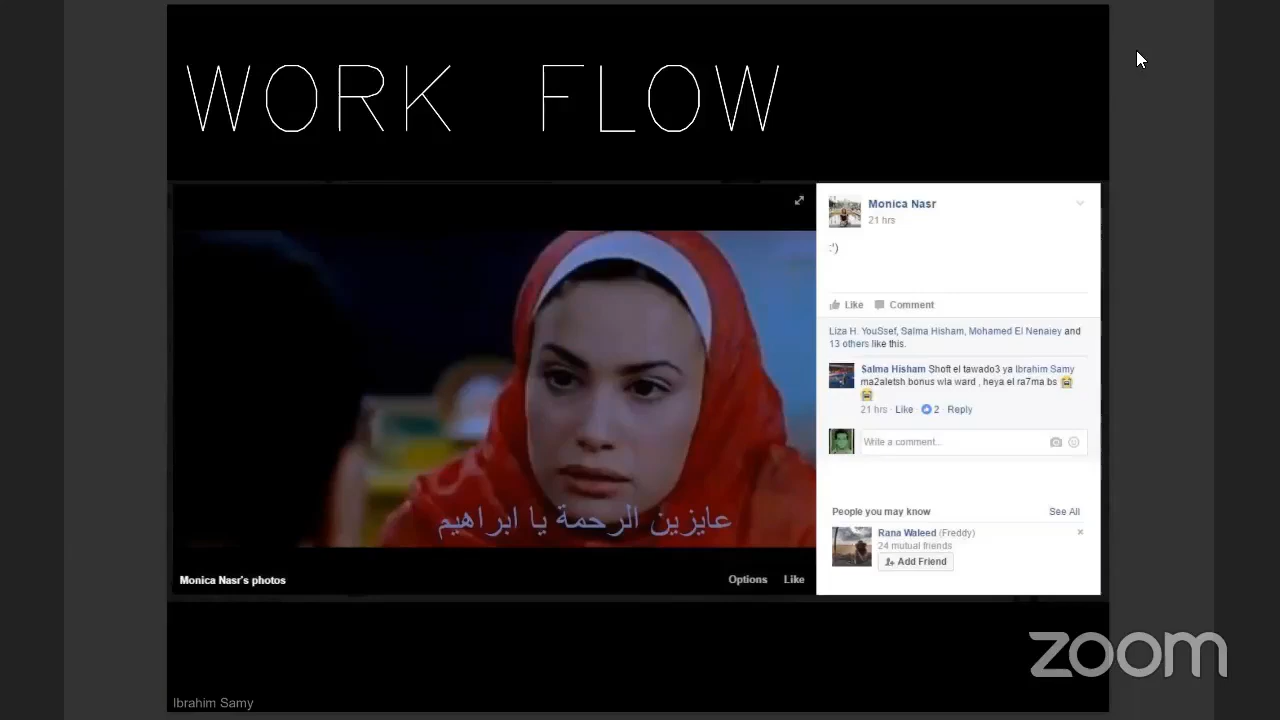 WORK FLOW
Monica Nasr
21 hrs
:')
Like Comment
Liza H. YouSsef, Salma Hisham, Mohamed El Nenaiey and
13 others like this.
Salma Hisham Shoft el tawado3 ya Ibrahim Samy
ma2aletsh bonus wla ward , heya el ra7ma bs
21 hrs · Like 2 Reply
Write a comment...
عايزين الرحمة يا ابراهيم
People you may know See All
Rana Waleed (Freddy)
24 mutual friends
Add Friend
Monica Nasr's photos Options Like
zoom
Ibrahim Samy